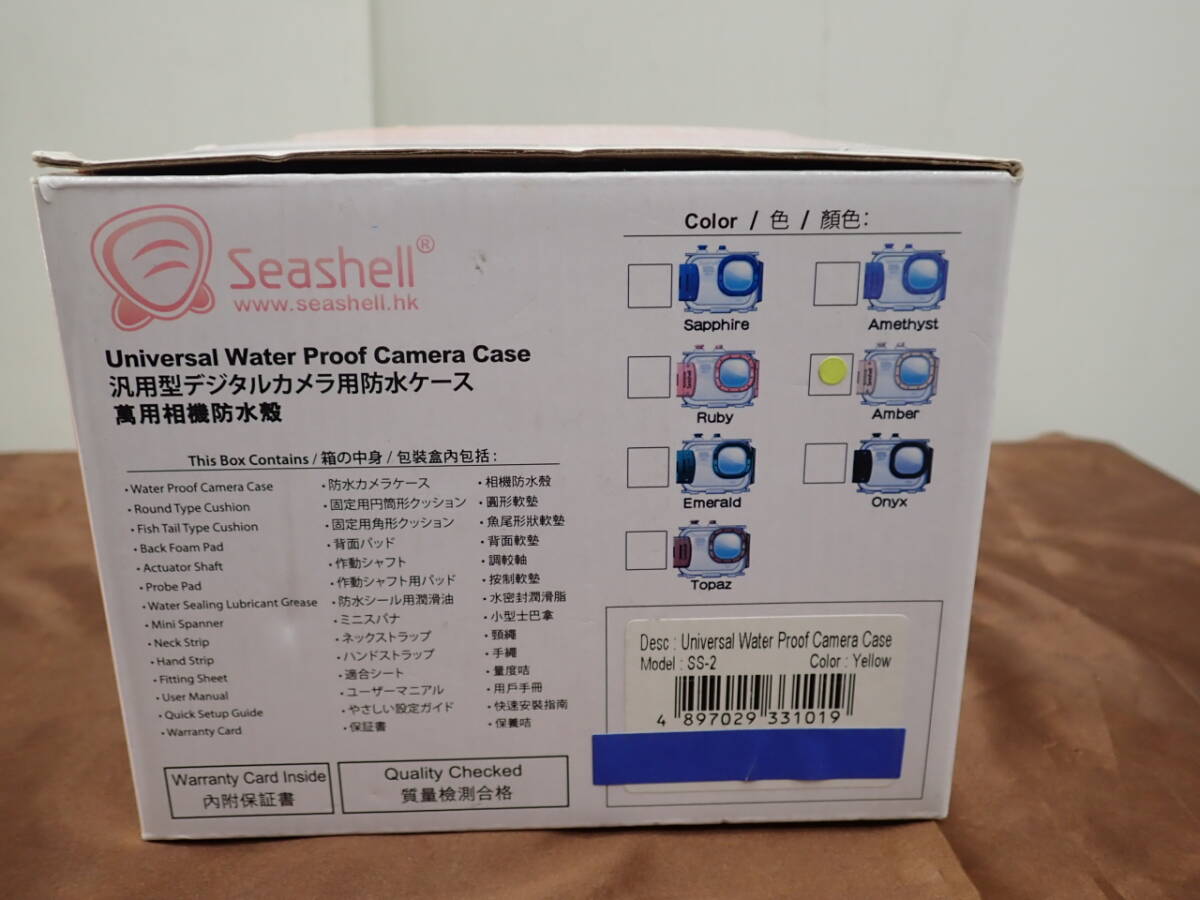 Seashell®
www.seashell.hk
Universal Water Proof Camera Case
汎用型デジタルカメラ用防水ケース
萬用相機防水殼
This Box Contains / 箱の中身 / 包裝盒內包括 :
・Water Proof Camera Case
・Round Type Cushion
・Fish Tail Type Cushion
・Back Foam Pad
・Actuator Shaft
・Probe Pad
・Water Sealing Lubricant Grease
・Mini Spanner
・Neck Strip
・Hand Strip
・Fitting Sheet
・User Manual
・Quick Setup Guide
・Warranty Card
・防水カメラケース
・固定用円筒形クッション
・固定用角形クッション
・背面パッド
・作動シャフト
・作動シャフト用パッド
・防水シール用潤滑油
・ミニスパナ
・ネックストラップ
・ハンドストラップ
・適合シート
・ユーザーマニアル
・やさしい設定ガイド
・保証書
・相機防水殼
・圓形軟墊
・魚尾形狀軟墊
・背面軟墊
・調較軸
・按制軟墊
・水密封潤滑脂
・小型士巴拿
・頸繩
・手繩
・量度咭
・用戶手冊
・快速安裝指南
・保養咭
Warranty Card Inside
內附保証書
Quality Checked
質量檢測合格
Color / 色 / 顏色:
Sapphire
Amethyst
Ruby
Amber
Emerald
Onyx
Topaz
Desc : Universal Water Proof Camera Case
Model : SS-2 Color : Yellow
4 897029 331019